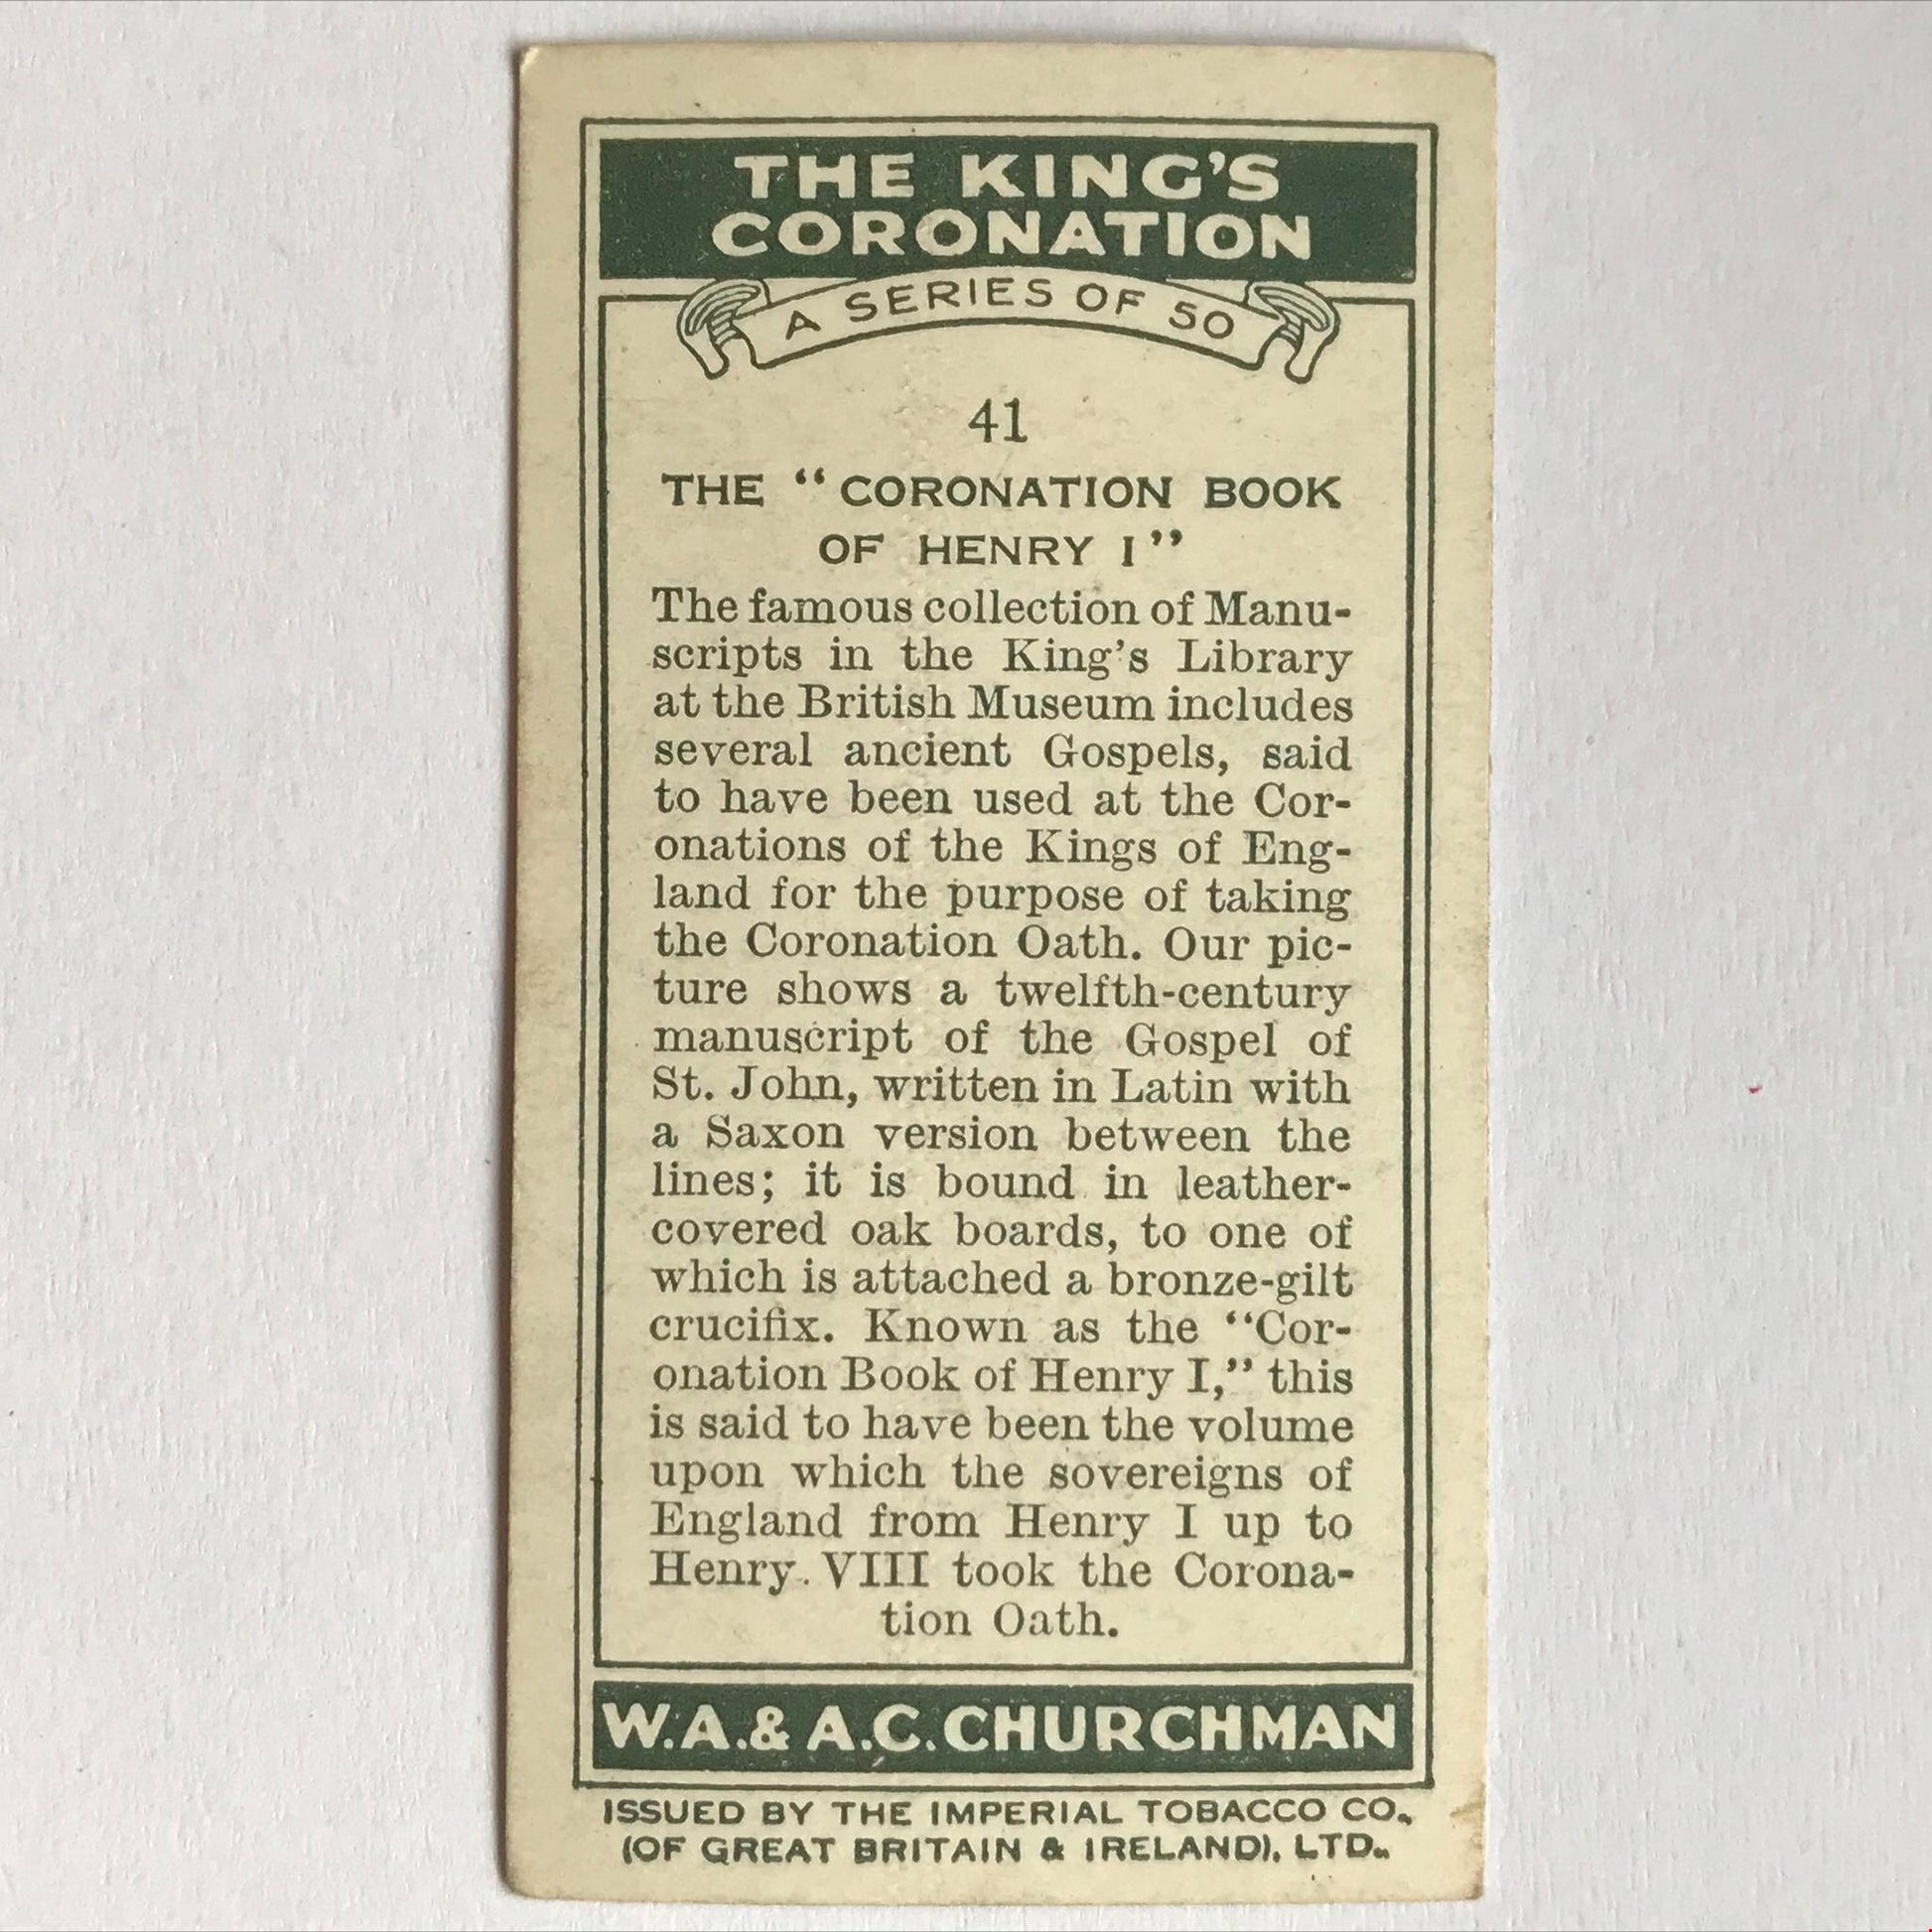 THE KING'S
CORONATION
A SERIES OF 50
41
THE “CORONATION BOOK
OF HENRY I”
The famous collection of Manu-
scripts in the King's Library
at the British Museum includes
several ancient Gospels, said
to have been used at the Cor-
onations of the Kings of Eng-
land for the purpose of taking
the Coronation Oath. Our pic-
ture shows a twelfth-century
manuscript of the Gospel of
St. John, written in Latin with
a Saxon version between the
lines; it is bound in leather-
covered oak boards, to one of
which is attached a bronze-gilt
crucifix. Known as the “Cor-
onation Book of Henry I,” this
is said to have been the volume
upon which the sovereigns of
England from Henry I up to
Henry VIII took the Corona-
tion Oath.
W.A.& A.C.CHURCHMAN
ISSUED BY THE IMPERIAL TOBACCO CO.,
(OF GREAT BRITAIN & IRELAND), LTD.,